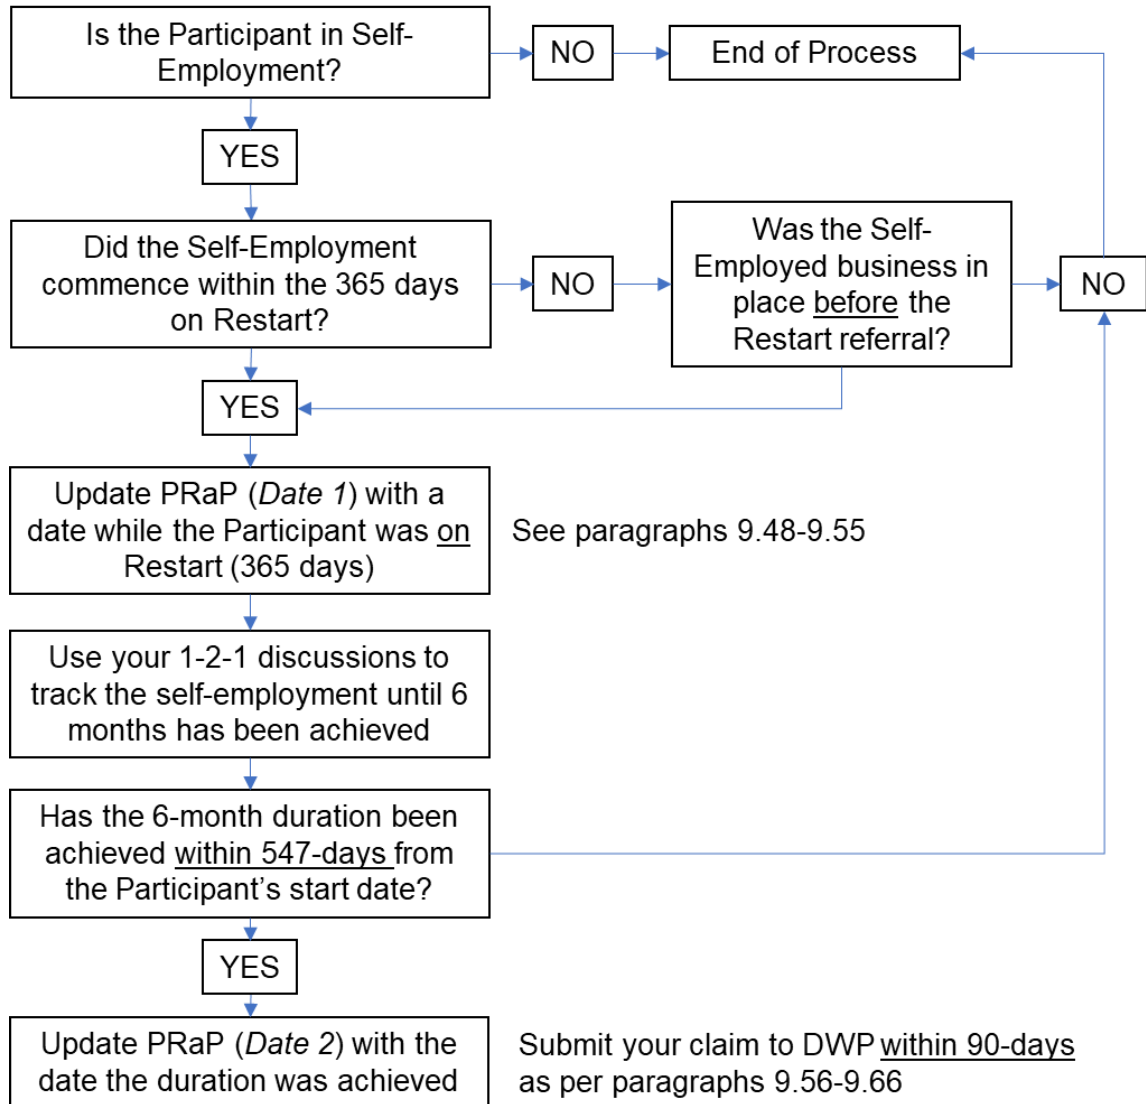 Is the Participant in Self-
Employment?
NO
End of Process
YES
Did the Self-Employment
commence within the 365 days
on Restart?
NO
Was the Self-
Employed business in
place before the
Restart referral?
NO
YES
Update PRaP (Date 1) with a
date while the Participant was on
Restart (365 days)
See paragraphs 9.48-9.55
Use your 1-2-1 discussions to
track the self-employment until 6
months has been achieved
Has the 6-month duration been
achieved within 547-days from
the Participant’s start date?
YES
Update PRaP (Date 2) with the
date the duration was achieved
Submit your claim to DWP within 90-days
as per paragraphs 9.56-9.66